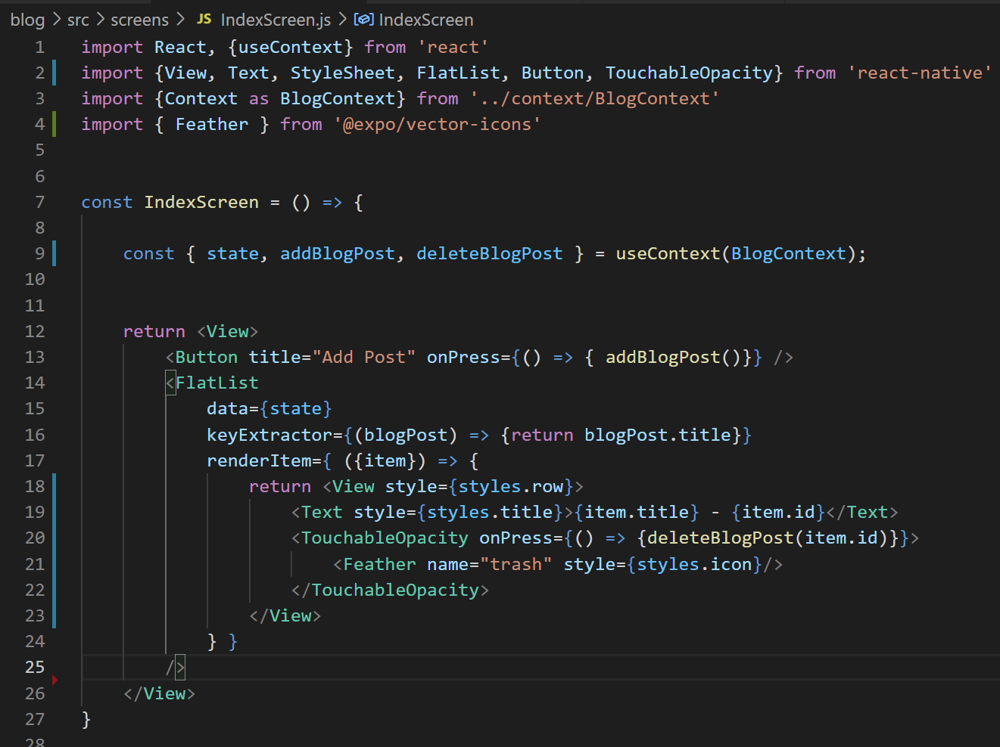 blog > src > screens > JS IndexScreen.js > IndexScreen
1 import React, {useContext} from 'react'
2 import {View, Text, StyleSheet, FlatList, Button, TouchableOpacity} from 'react-native'
3 import {Context as BlogContext} from '../context/BlogContext'
4 import { Feather } from '@expo/vector-icons'
5
6
7 const IndexScreen = () => {
8
9     const { state, addBlogPost, deleteBlogPost } = useContext(BlogContext);
10
11
12     return <View>
13         <Button title="Add Post" onPress={() => { addBlogPost()}} />
14         <FlatList
15             data={state}
16             keyExtractor={(blogPost) => {return blogPost.title}}
17             renderItem={ ({item}) => {
18                 return <View style={styles.row}>
19                     <Text style={styles.title}>{item.title} - {item.id}</Text>
20                     <TouchableOpacity onPress={() => {deleteBlogPost(item.id)}}>
21                         <Feather name="trash" style={styles.icon}/>
22                     </TouchableOpacity>
23                 </View>
24             } }
25         />
26     </View>
27 }
28